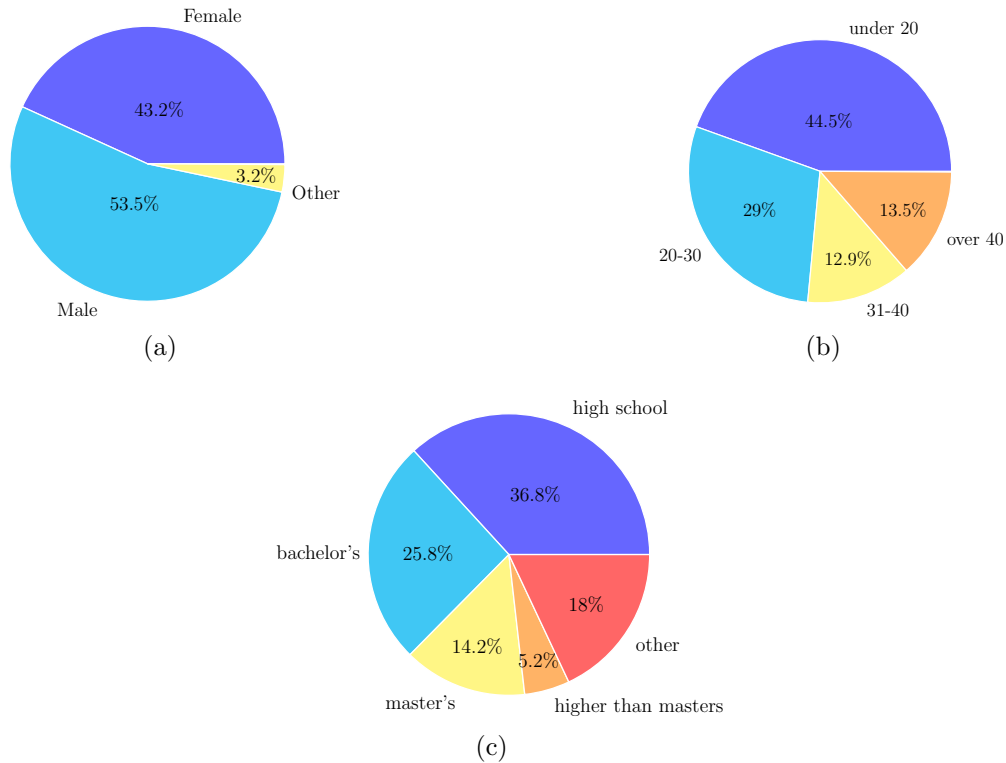 Female
43.2%
3.2%
Other
53.5%
Male
(a)
under 20
44.5%
29%
13.5%
20-30
over 40
12.9%
31-40
(b)
high school
36.8%
bachelor's
25.8%
18%
14.2%
5.2%
other
master's
higher than masters
(c)